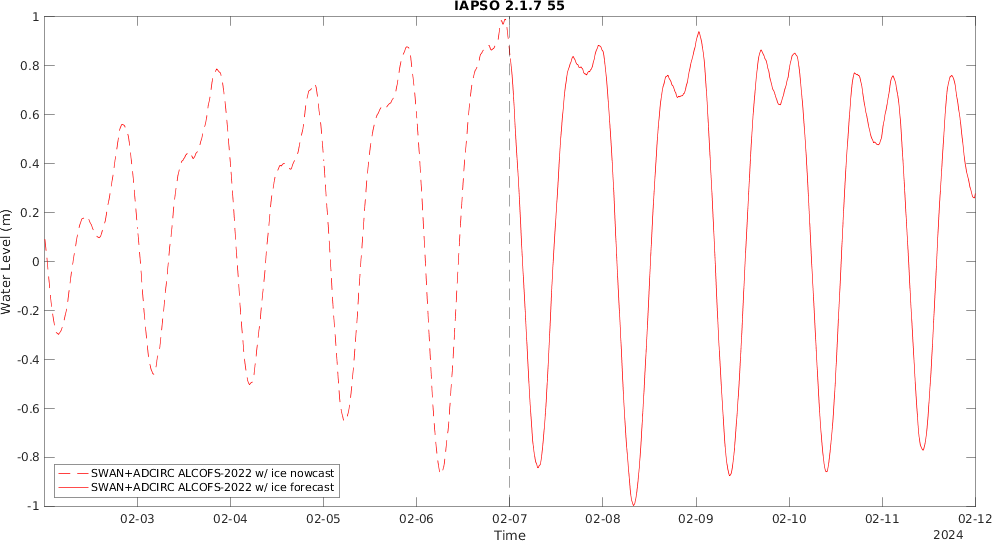 IAPSO 2.1.7 55
1
0.8
0.6
0.4
0.2
0
-0.2
-0.4
-0.6
-0.8
-1
Water Level (m)
SWAN+ADCIRC ALCOFS-2022 w/ ice nowcast
SWAN+ADCIRC ALCOFS-2022 w/ ice forecast
02-03 02-04 02-05 02-06 02-07 02-08 02-09 02-10 02-11 02-12
Time
2024